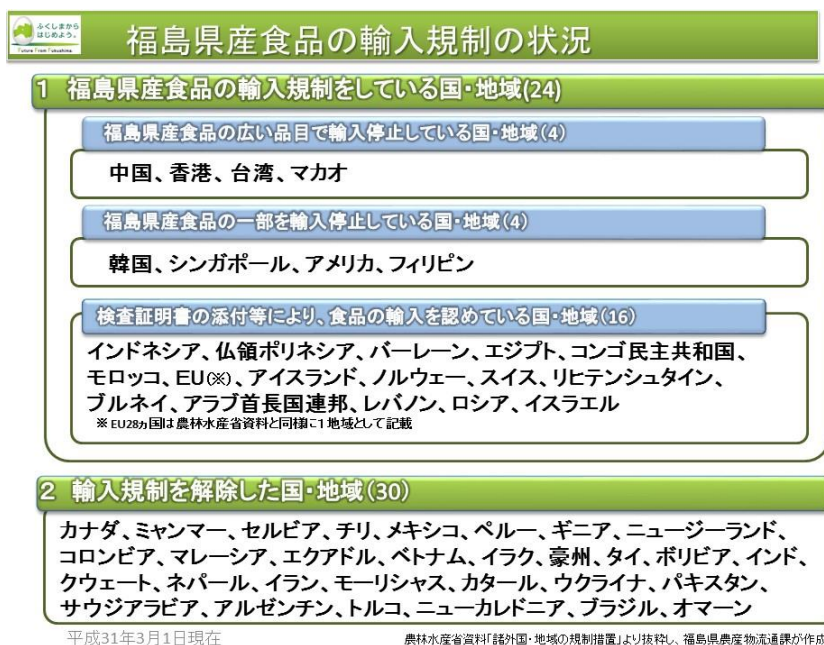 ふくしまから
はじめよう。
Future From Fukushima.
福島県産食品の輸入規制の状況
1 福島県産食品の輸入規制をしている国・地域(24)
福島県産食品の広い品目で輸入停止している国・地域(4)
中国、香港、台湾、マカオ
福島県産食品の一部を輸入停止している国・地域(4)
韓国、シンガポール、アメリカ、フィリピン
検査証明書の添付等により、食品の輸入を認めている国・地域(16)
インドネシア、仏領ポリネシア、バーレーン、エジプト、コンゴ民主共和国、
モロッコ、EU(※)、アイスランド、ノルウェー、スイス、リヒテンシュタイン、
ブルネイ、アラブ首長国連邦、レバノン、ロシア、イスラエル
※EU28ヵ国は農林水産省資料と同様に1地域として記載
2 輸入規制を解除した国・地域(30)
カナダ、ミャンマー、セルビア、チリ、メキシコ、ペルー、ギニア、ニュージーランド、
コロンビア、マレーシア、エクアドル、ベトナム、イラク、豪州、タイ、ボリビア、インド、
クウェート、ネパール、イラン、モーリシャス、カタール、ウクライナ、パキスタン、
サウジアラビア、アルゼンチン、トルコ、ニューカレドニア、ブラジル、オマーン
平成31年3月1日現在
農林水産省資料「諸外国・地域の規制措置」より抜粋し、福島県農産物流通課が作成